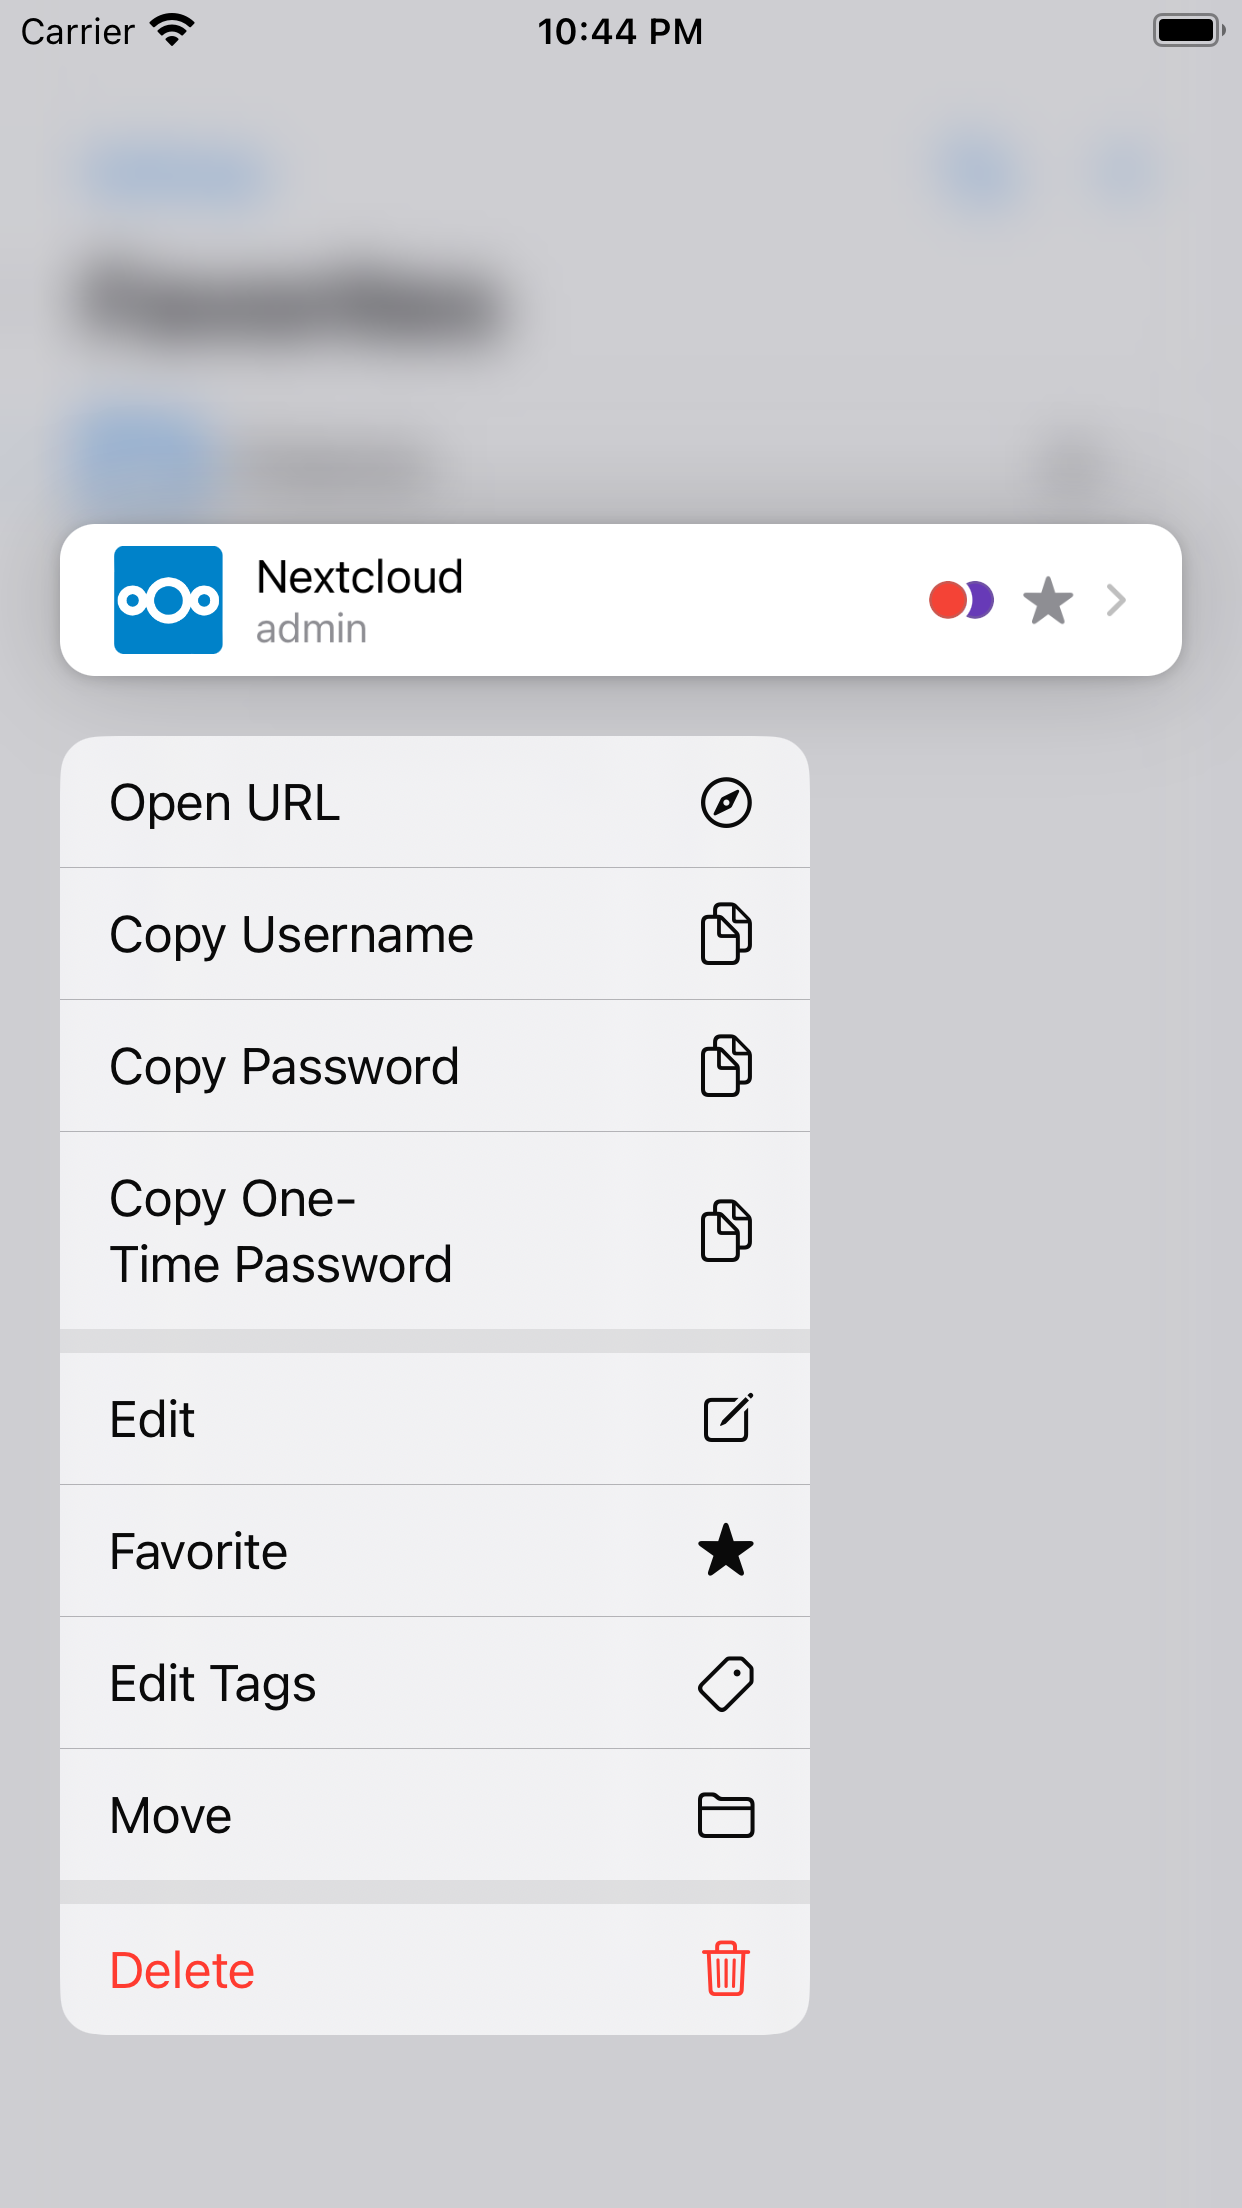 Carrier 10:44 PM
Nextcloud
admin
Open URL
Copy Username
Copy Password
Copy One-
Time Password
Edit
Favorite
Edit Tags
Move
Delete